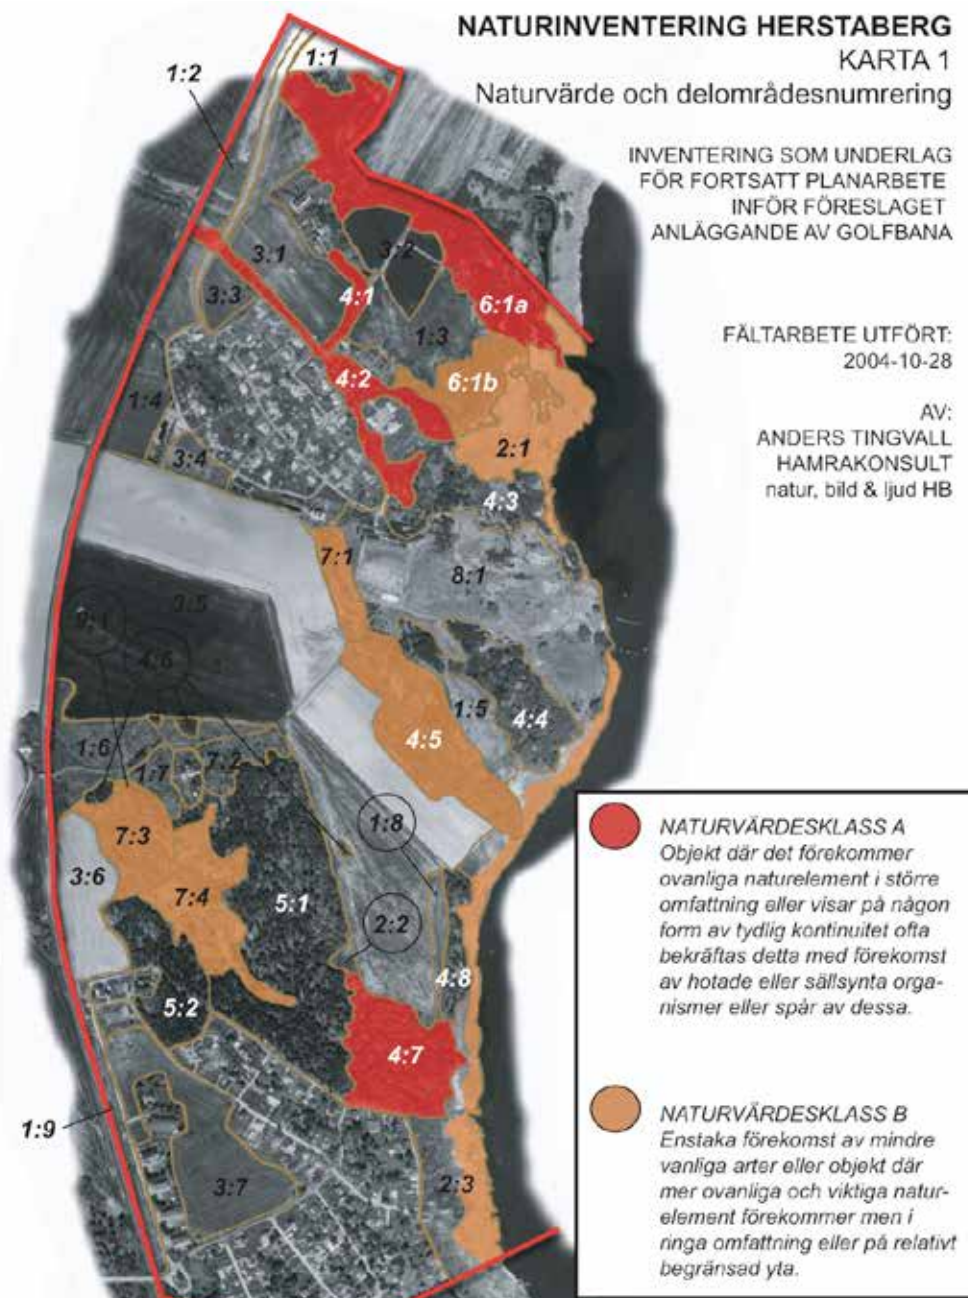 NATURINVENTERING HERSTABERG
KARTA 1
Naturvärde och delområdesnumrering
INVENTERING SOM UNDERLAG
FÖR FORTSATT PLANARBETE
INFÖR FÖRESLAGET
ANLÄGGANDE AV GOLFBANA
FÄLTARBETE UTFÖRT:
2004-10-28
AV:
ANDERS TINGVALL
HAMRAKONSULT
natur, bild & ljud HB
1:1
1:2
3:1
3:2
3:3
4:1
6:1a
1:3
4:2
6:1b
1:4
2:1
3:4
4:3
7:1
8:1
3:5
9:1
4:6
1:5
4:4
4:5
1:6
1:7
7:2
1:8
7:3
3:6
7:4
5:1
2:2
4:8
5:2
4:7
1:9
3:7
2:3
NATURVÄRDESKLASS A
Objekt där det förekommer
ovanliga naturelement i större
omfattning eller visar på någon
form av tydlig kontinuitet ofta
bekräftas detta med förekomst
av hotade eller sällsynta orga-
nismer eller spår av dessa.
NATURVÄRDESKLASS B
Enstaka förekomst av mindre
vanliga arter eller objekt där
mer ovanliga och viktiga natur-
element förekommer men i
ringa omfattning eller på relativt
begränsad yta.